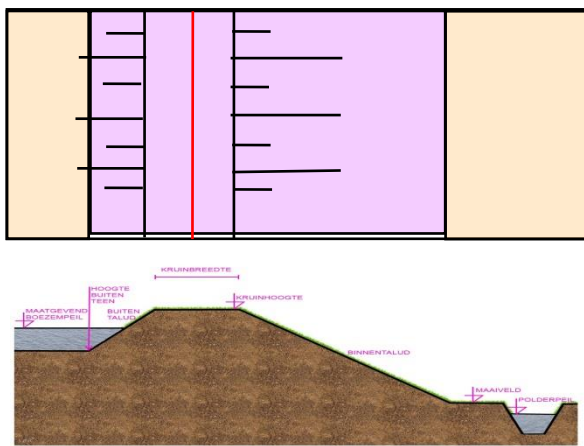 KRUINBREEDTE
HOOGTE
BUITEN
TEEN
KRUINHOOGTE
MAATGEVEND
BOEZEMPEIL
BUITEN
TALUD
BINNENTALUD
MAAIVELD
POLDERPEIL